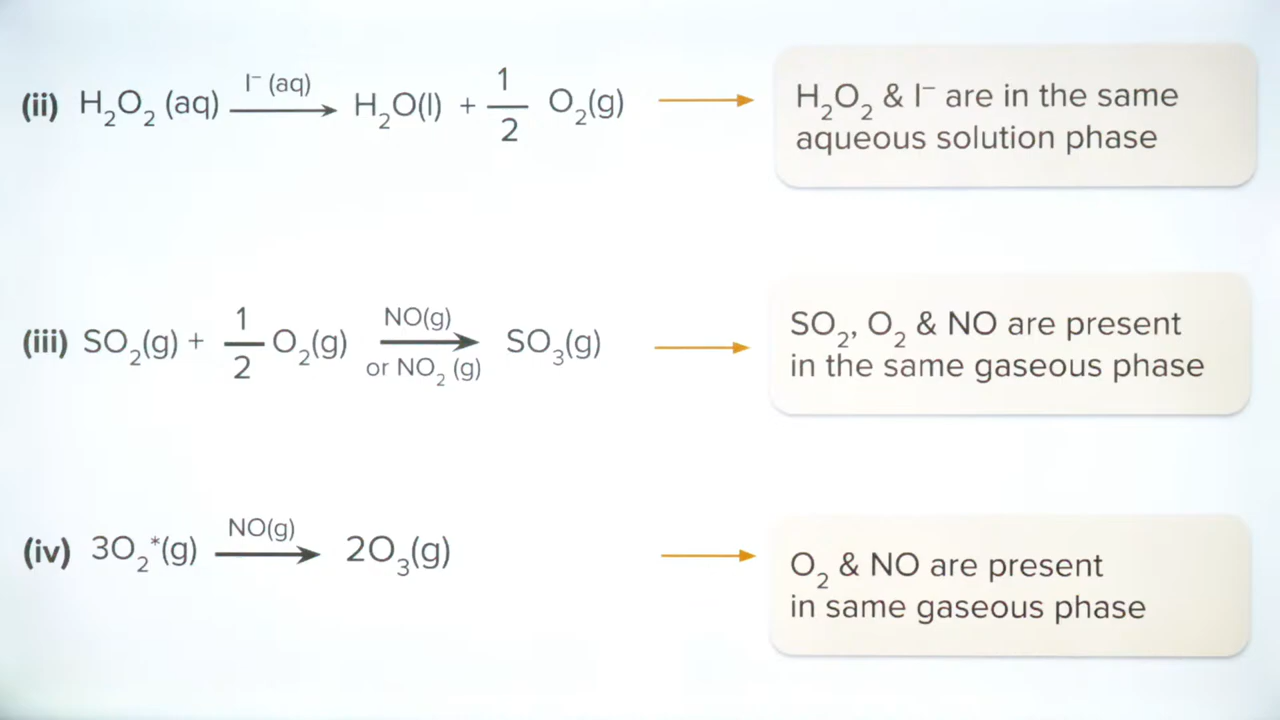 (ii) H₂O₂ (aq) —I⁻ (aq)→ H₂O(l) + 1/2 O₂(g) →
H₂O₂ & I⁻ are in the same
aqueous solution phase
(iii) SO₂(g) + 1/2 O₂(g) —NO(g) or NO₂ (g)→ SO₃(g) →
SO₂, O₂ & NO are present
in the same gaseous phase
(iv) 3O₂*(g) —NO(g)→ 2O₃(g) →
O₂ & NO are present
in same gaseous phase